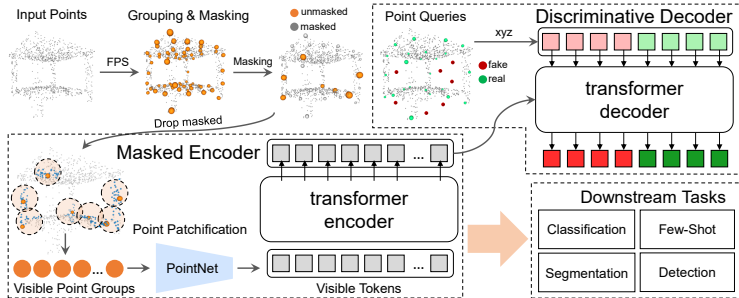 Input Points
Grouping & Masking
unmasked
masked
FPS
Masking
Drop masked
Point Queries
xyz
fake
real
Discriminative Decoder
transformer
decoder
Masked Encoder
...
transformer
encoder
Point Patchification
PointNet
...
Visible Point Groups
...
Visible Tokens
Downstream Tasks
Classification
Few-Shot
Segmentation
Detection